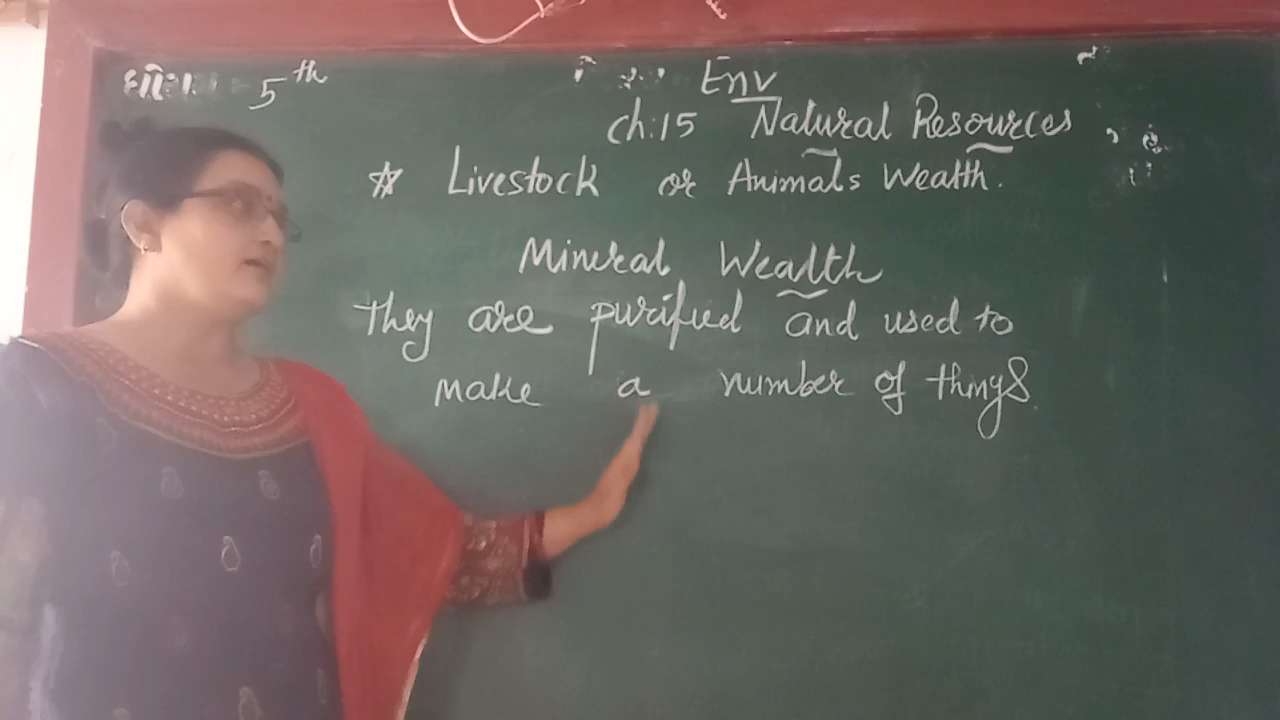 5th
Env
Ch:15 Natural Resources
☆ Livestock or Animals Wealth.
Mineral Wealth
They are purified and used to
make a number of things